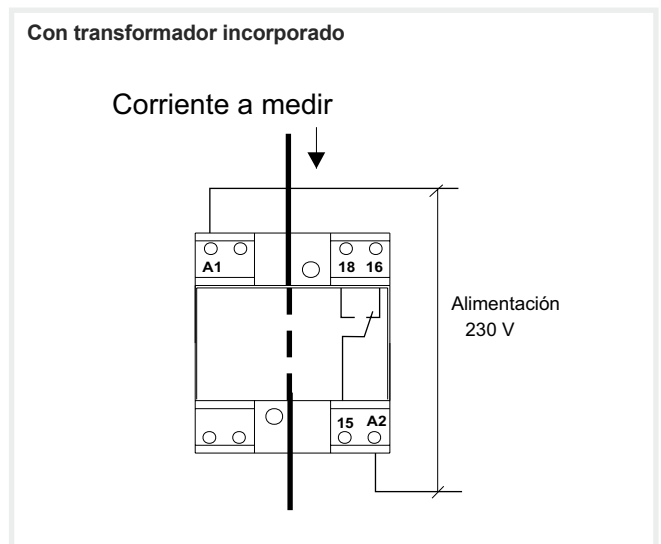 Con transformador incorporado
Corriente a medir
A1
18 16
Alimentación
230 V
15 A2